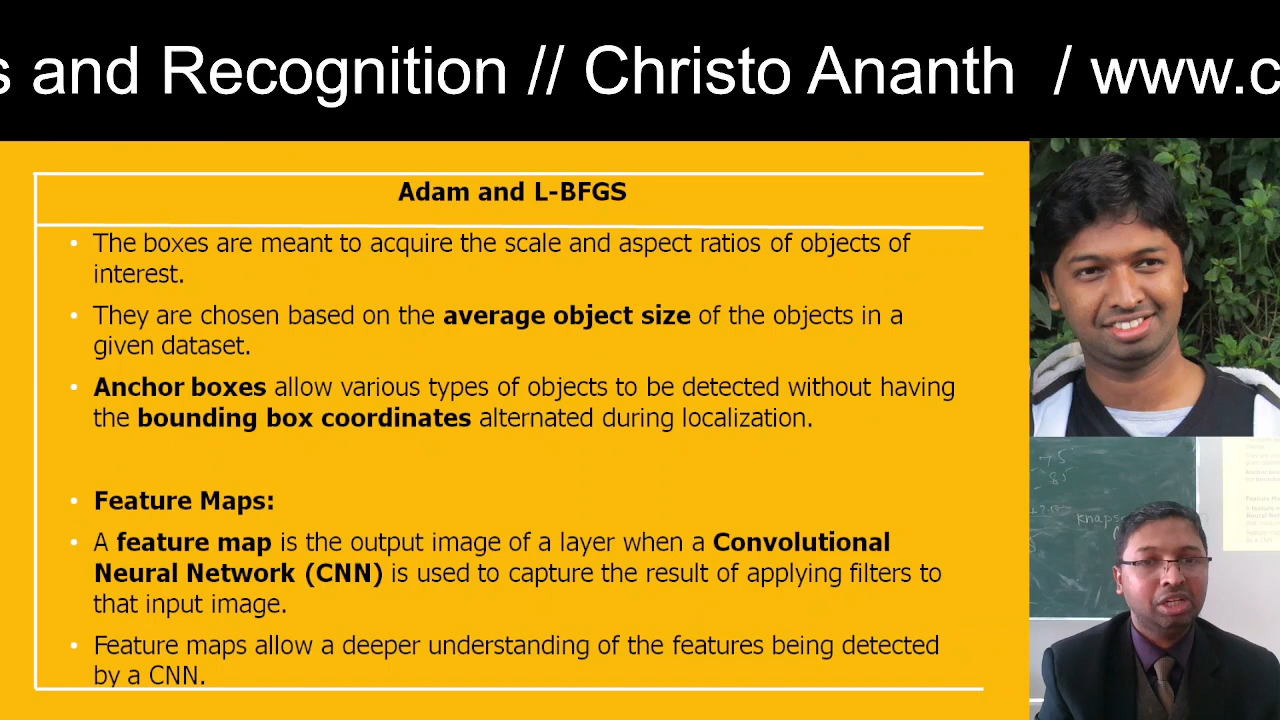 s and Recognition // Christo Ananth / www.c
Adam and L-BFGS
• The boxes are meant to acquire the scale and aspect ratios of objects of
interest.
• They are chosen based on the average object size of the objects in a
given dataset.
• Anchor boxes allow various types of objects to be detected without having
the bounding box coordinates alternated during localization.
• Feature Maps:
• A feature map is the output image of a layer when a Convolutional
Neural Network (CNN) is used to capture the result of applying filters to
that input image.
• Feature maps allow a deeper understanding of the features being detected
by a CNN.
knaps